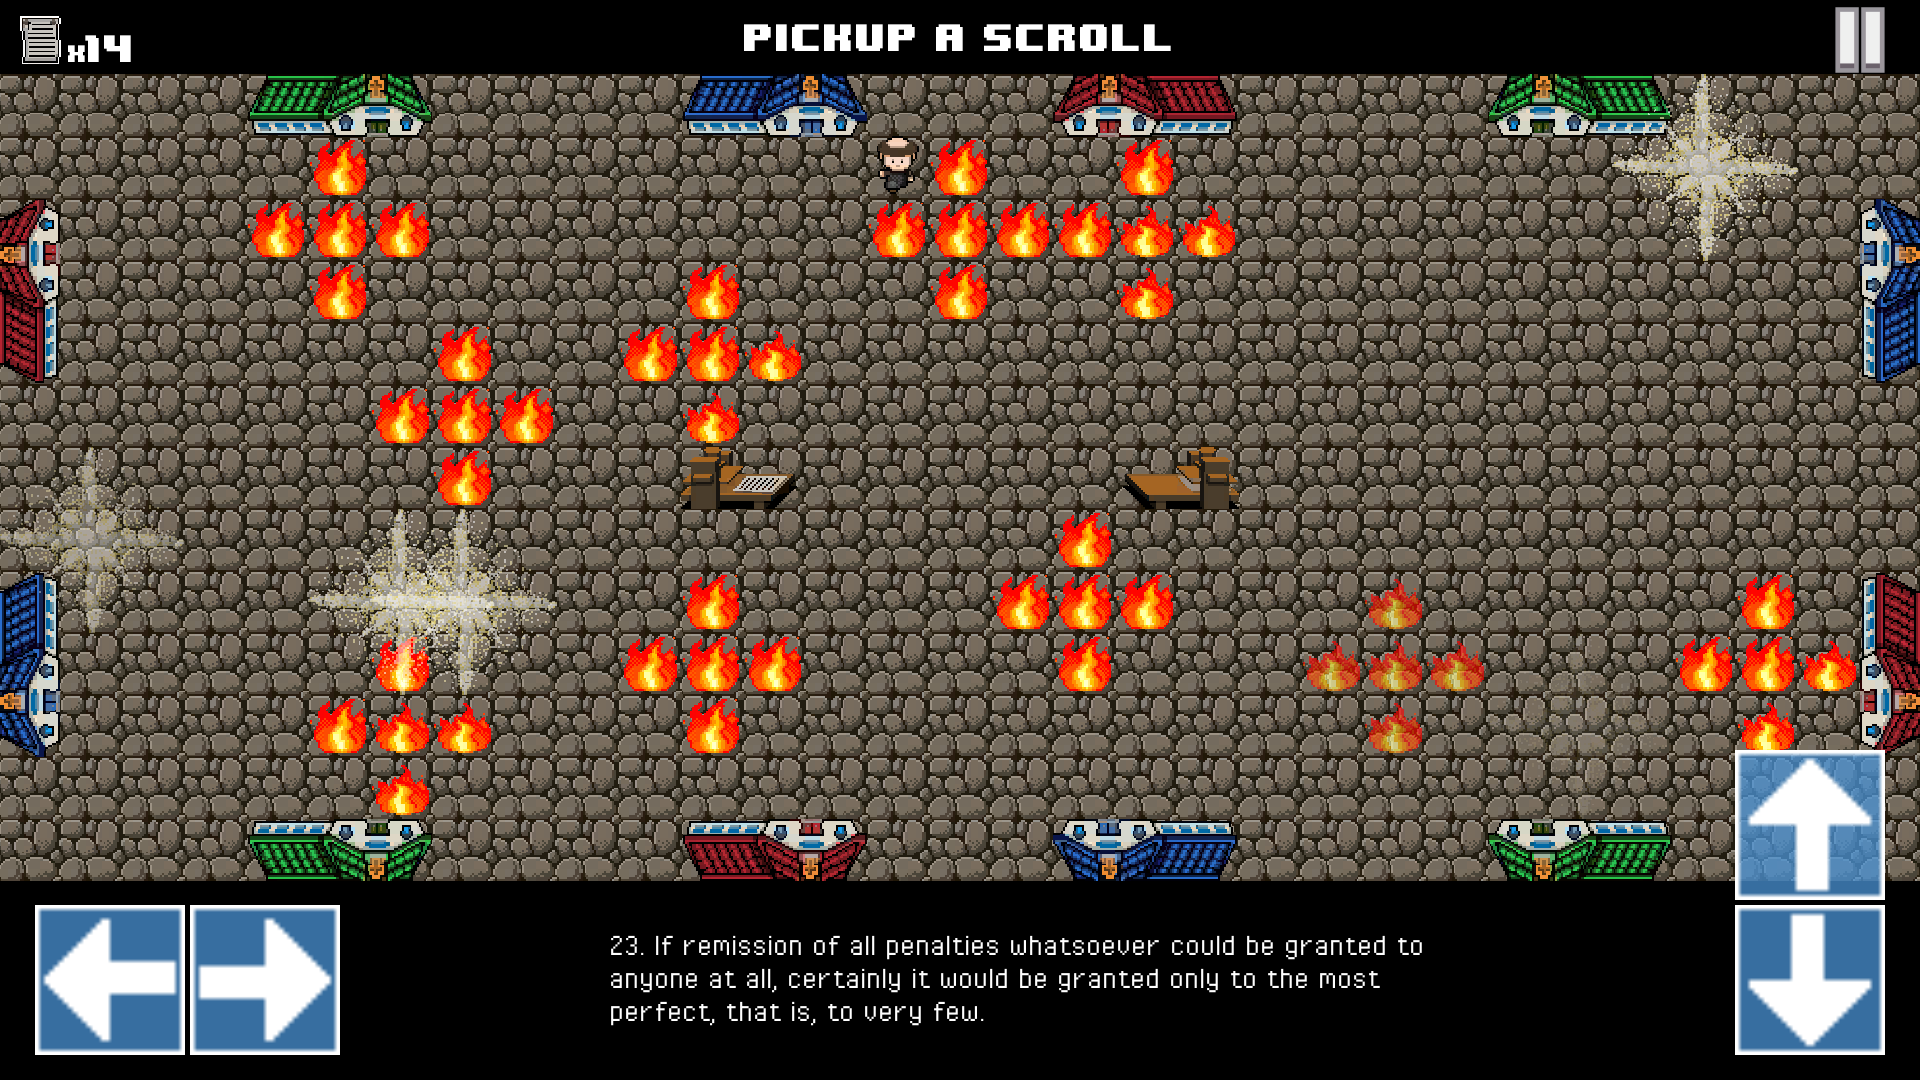 x14
PICKUP A SCROLL
23. If remission of all penalties whatsoever could be granted to
anyone at all, certainly it would be granted only to the most
perfect, that is, to very few.